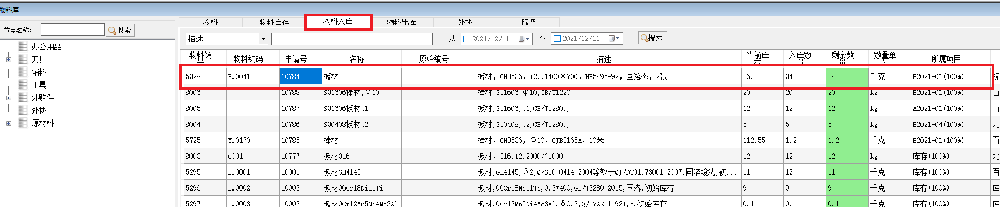 物料库
节点名称：
搜索
办公用品
刀具
辅料
工具
外购件
外协
原材料
物料 物料库存 物料入库 物料出库 外协 服务
描述 从 2021/12/11 至 2021/12/11 搜索
物料编号 物料编码 申请号 名称 原始编号 描述 当前库存 入库数量 剩余数量 数量单位 所属项目
5328 B.0041 10784 板材 板材, GH3536, t2×1400×700, HB5495-92, 固溶态, 2张 36.3 34 34 千克 B2021-01(100%)
8006 10788 S31606棒材,Φ10 棒材,S31606,Φ10,GB/T1220, 20 20 20 kg B2021-01(100%) 百
8005 10787 S31606板材t1 板材,S31606,t1,GB/T3280,, 12 12 12 kg A2021-01(100%) 百
8004 10786 S30408板材t2 板材,S30408,t2,GB/T3280,, 5 5 5 kg B2021-04(100%) 北
5725 Y.0170 10785 棒材 棒材, GH3536, Φ10, GJB3165A, 10米 112.55 1.2 1.2 千克 B2021-01(100%) 百
8003 C001 10777 板材316 板材, 316,t2,2000×1000 12 12 12 kg 库存(100%) 北
5295 B.0001 10001 板材GH4145 板材,GH4145,δ2,Q/S10-0414-2004等效于QJ/DT01.73001-2007,固溶酸洗,初... 11 12 11 千克 库存(100%) 百
5296 B.0002 10002 板材06Cr18Ni11Ti 板材,06Cr18Ni11Ti,0.2*400,GB/T3280-2015,固溶,初始库存 9 9 9 千克 库存(100%) 库
5297 B.0003 10003 板材0Cr12Mn5Ni4Mo3Al 板材,0Cr12Mn5Ni4Mo3Al,δ0.3,Q/HYAK11-92I,Y,初始库存 0.1 0.1 0.1 千克 库存(100%) 库